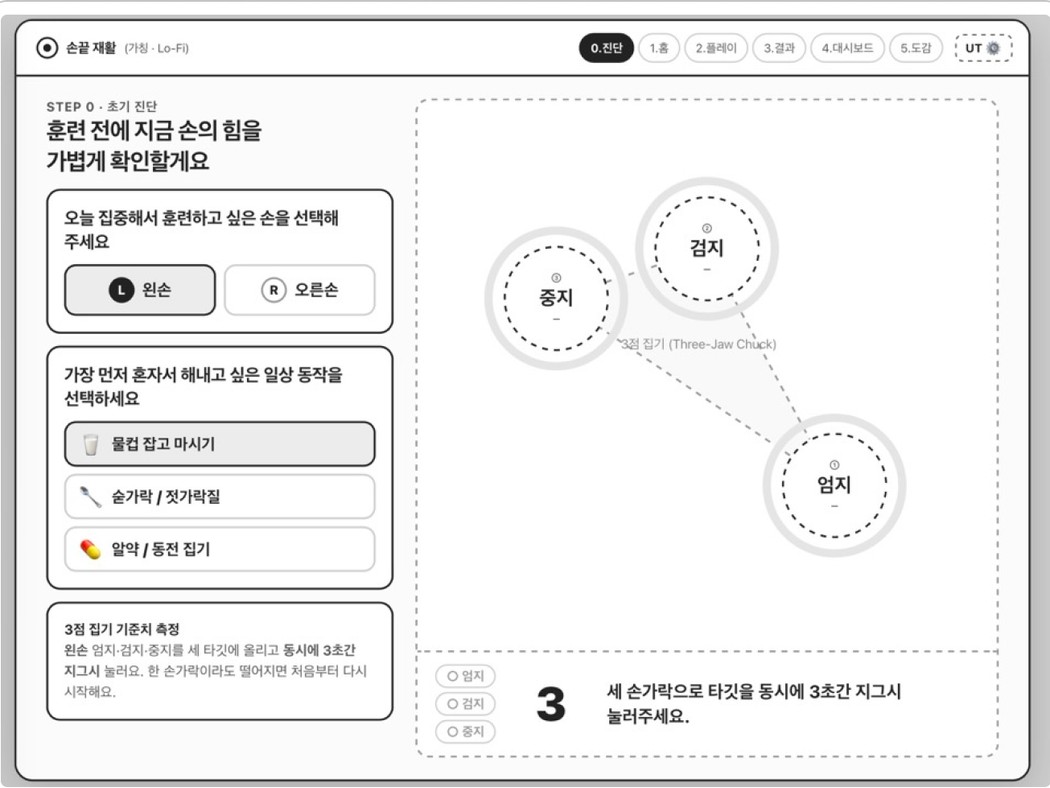 손끝 재활 (가칭 · Lo-Fi)
0.진단 1.홈 2.플레이 3.결과 4.대시보드 5.도감 UT
STEP 0 · 초기 진단
훈련 전에 지금 손의 힘을
가볍게 확인할게요
오늘 집중해서 훈련하고 싶은 손을 선택해
주세요
L 왼손
R 오른손
가장 먼저 혼자서 해내고 싶은 일상 동작을
선택하세요
물컵 잡고 마시기
숟가락 / 젓가락질
알약 / 동전 집기
3점 집기 기준치 측정
왼손 엄지·검지·중지를 세 타깃에 올리고 동시에 3초간
지그시 눌러요. 한 손가락이라도 떨어지면 처음부터 다시
시작해요.
②
검지
–
③
중지
–
3점 집기 (Three-Jaw Chuck)
①
엄지
–
엄지
검지
중지
3
세 손가락으로 타깃을 동시에 3초간 지그시
눌러주세요.